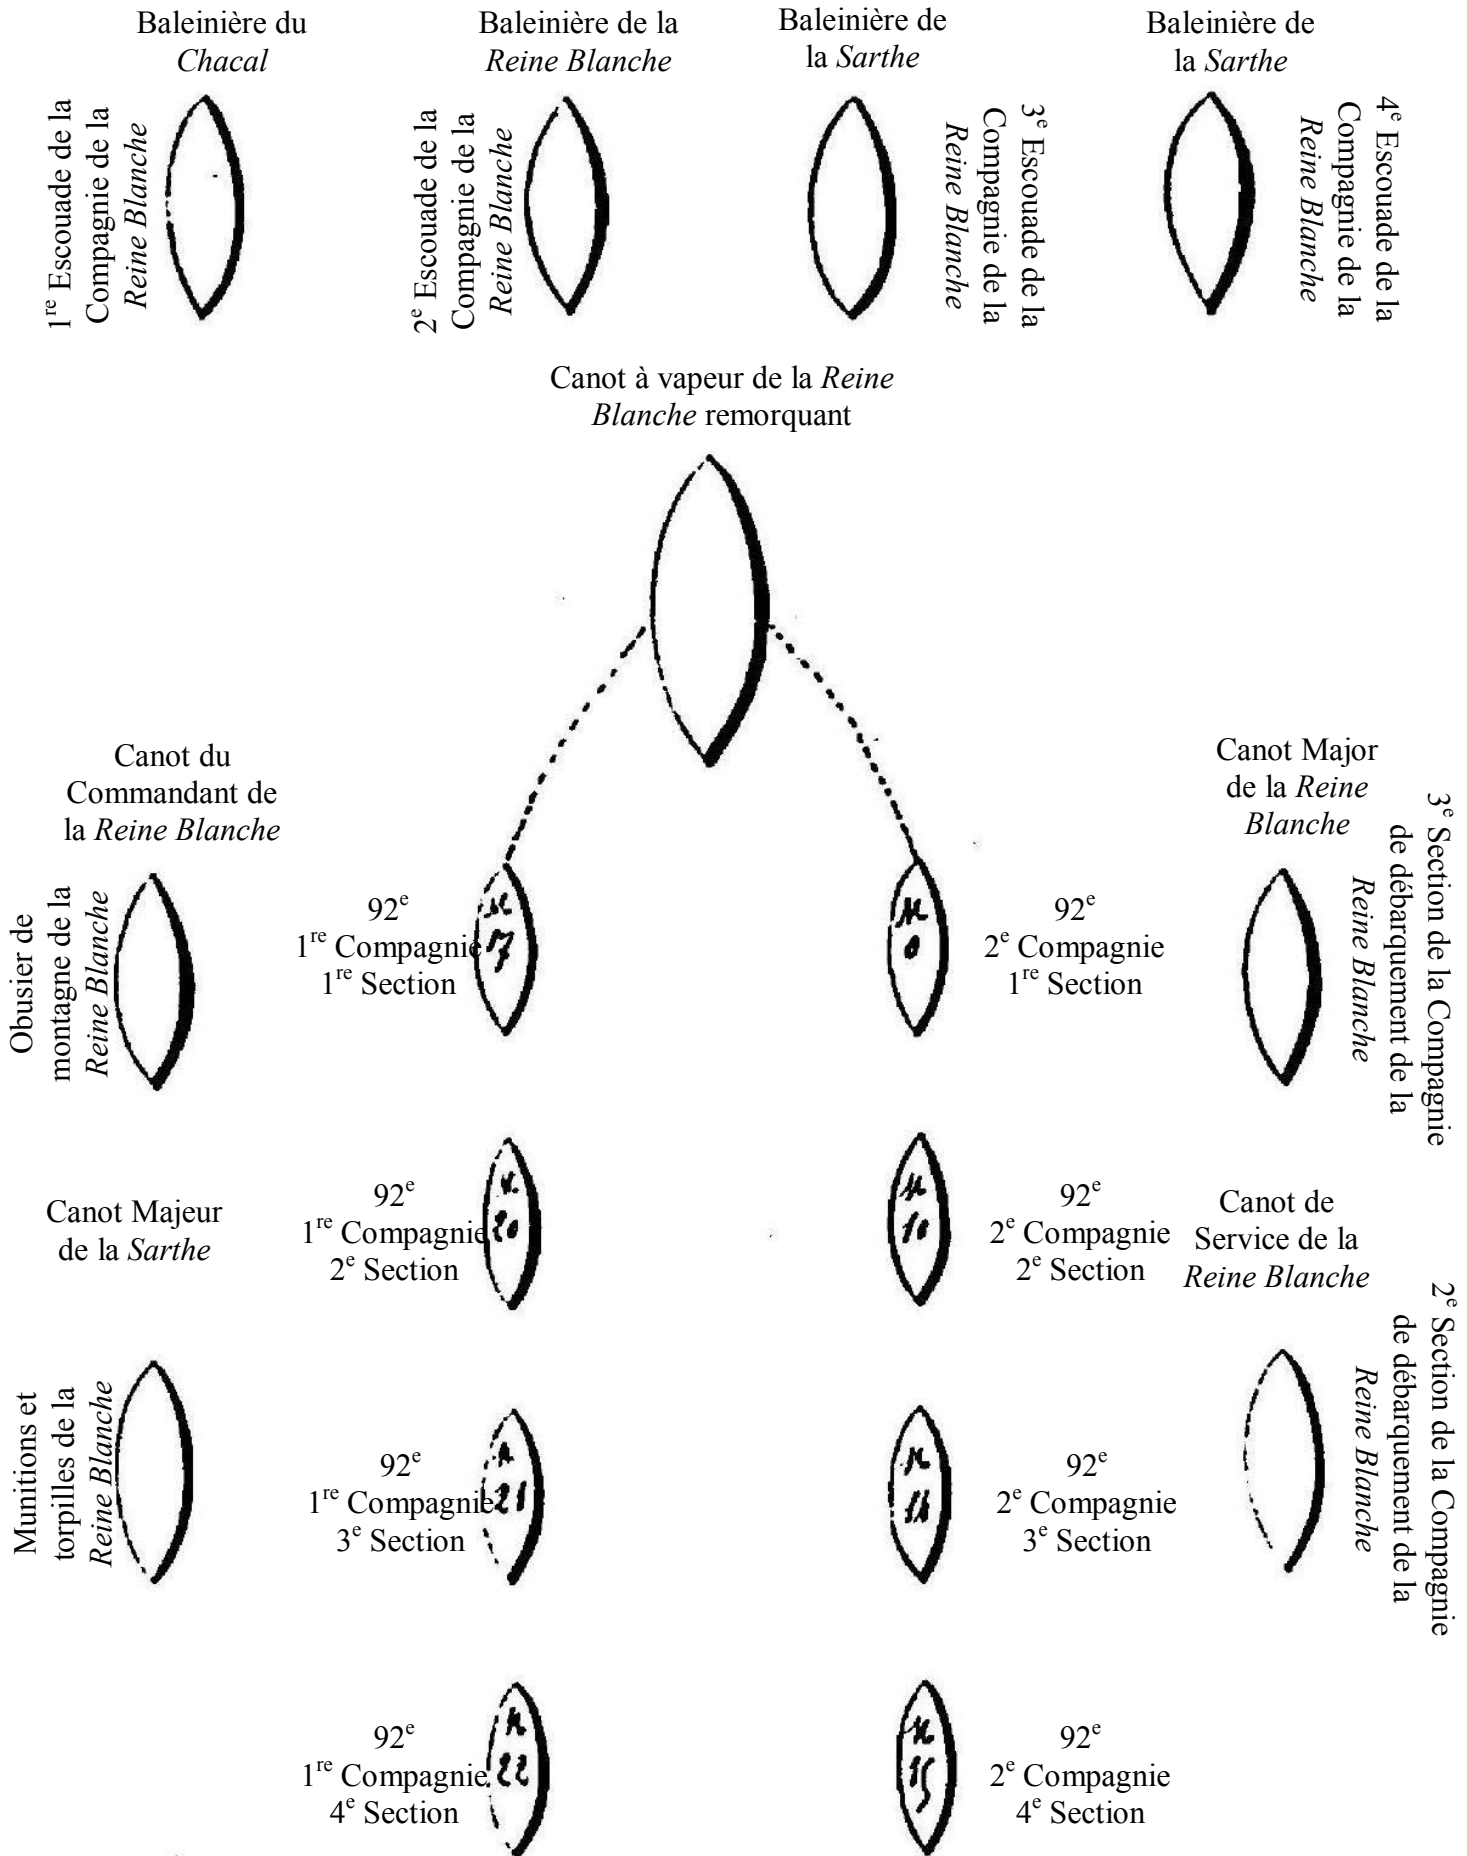 Baleinière du
Chacal
Baleinière de la
Reine Blanche
Baleinière de
la Sarthe
Baleinière de
la Sarthe
1re Escouade de la
Compagnie de la
Reine Blanche
2e Escouade de la
Compagnie de la
Reine Blanche
3e Escouade de la
Compagnie de la
Reine Blanche
4e Escouade de la
Compagnie de la
Reine Blanche
Canot à vapeur de la Reine
Blanche remorquant
Canot du
Commandant de
la Reine Blanche
Obusier de
montagne de la
Reine Blanche
92e
1re Compagnie
1re Section
17
92e
2e Compagnie
1re Section
Canot Major
de la Reine
Blanche
3e Section de la Compagnie
de débarquement de la
Reine Blanche
Canot Majeur
de la Sarthe
92e
1re Compagnie
2e Section
20
10
92e
2e Compagnie
2e Section
Canot de
Service de la
Reine Blanche
Munitions et
torpilles de la
Reine Blanche
92e
1re Compagnie
3e Section
21
92e
2e Compagnie
3e Section
2e Section de la Compagnie
de débarquement de la
Reine Blanche
92e
1re Compagnie
4e Section
22
15
92e
2e Compagnie
4e Section